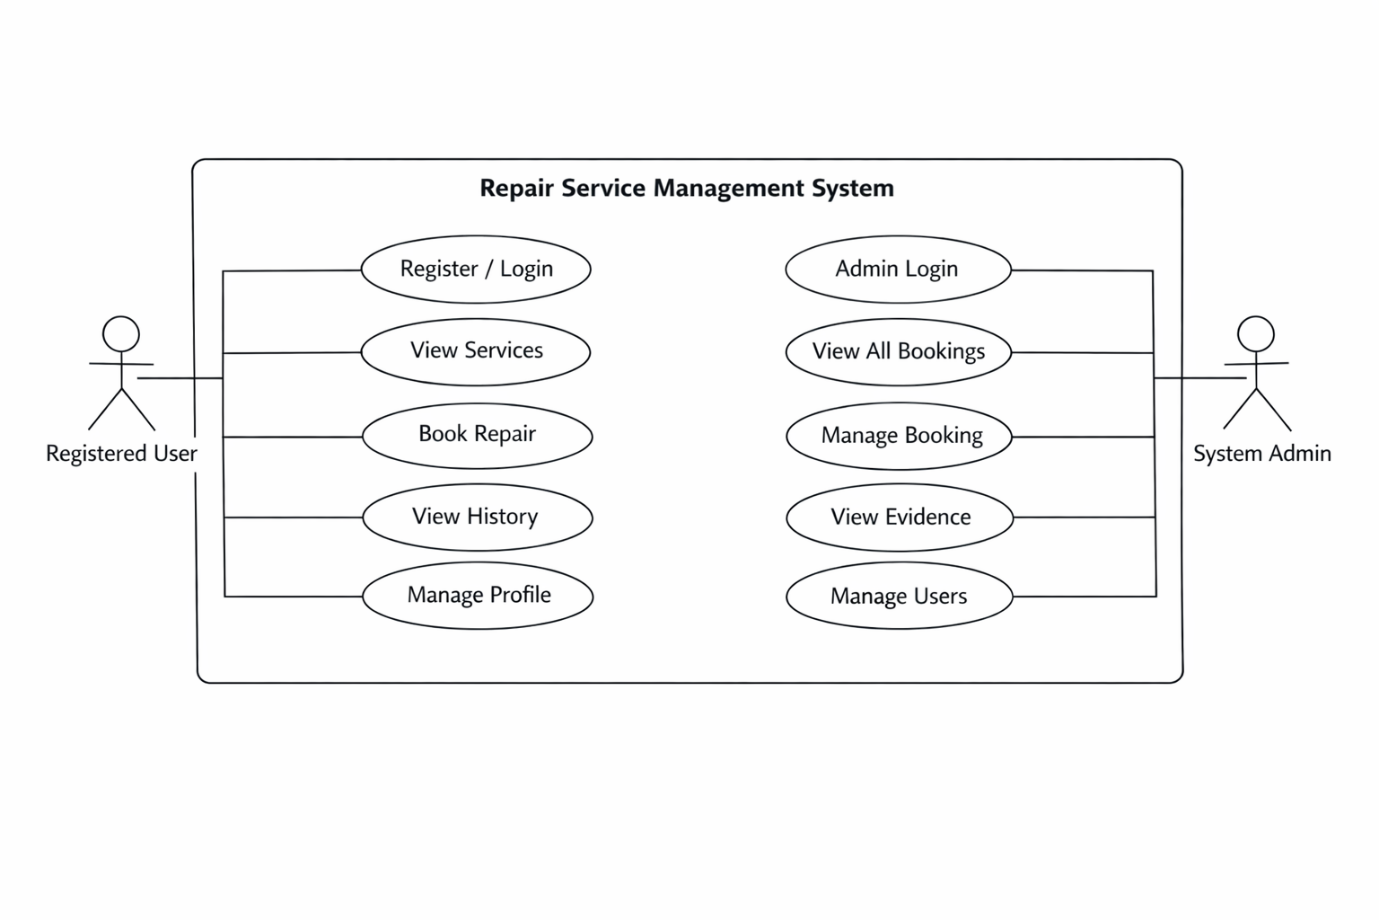 Repair Service Management System
Register / Login
View Services
Book Repair
View History
Manage Profile
Admin Login
View All Bookings
Manage Booking
View Evidence
Manage Users
Registered User
System Admin